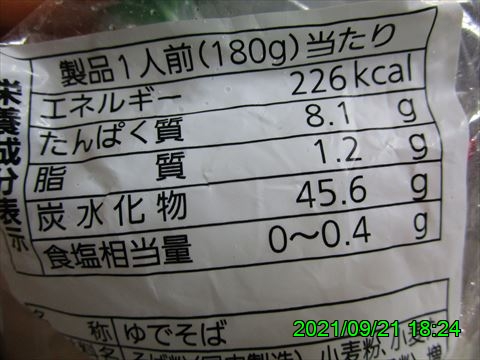 栄養成分表示
製品1人前(180g)当たり
エネルギー 226kcal
たんぱく質 8.1 g
脂質 1.2 g
炭水化物 45.6 g
食塩相当量 0〜0.4 g
称 ゆでそば
2021/09/21 18:24